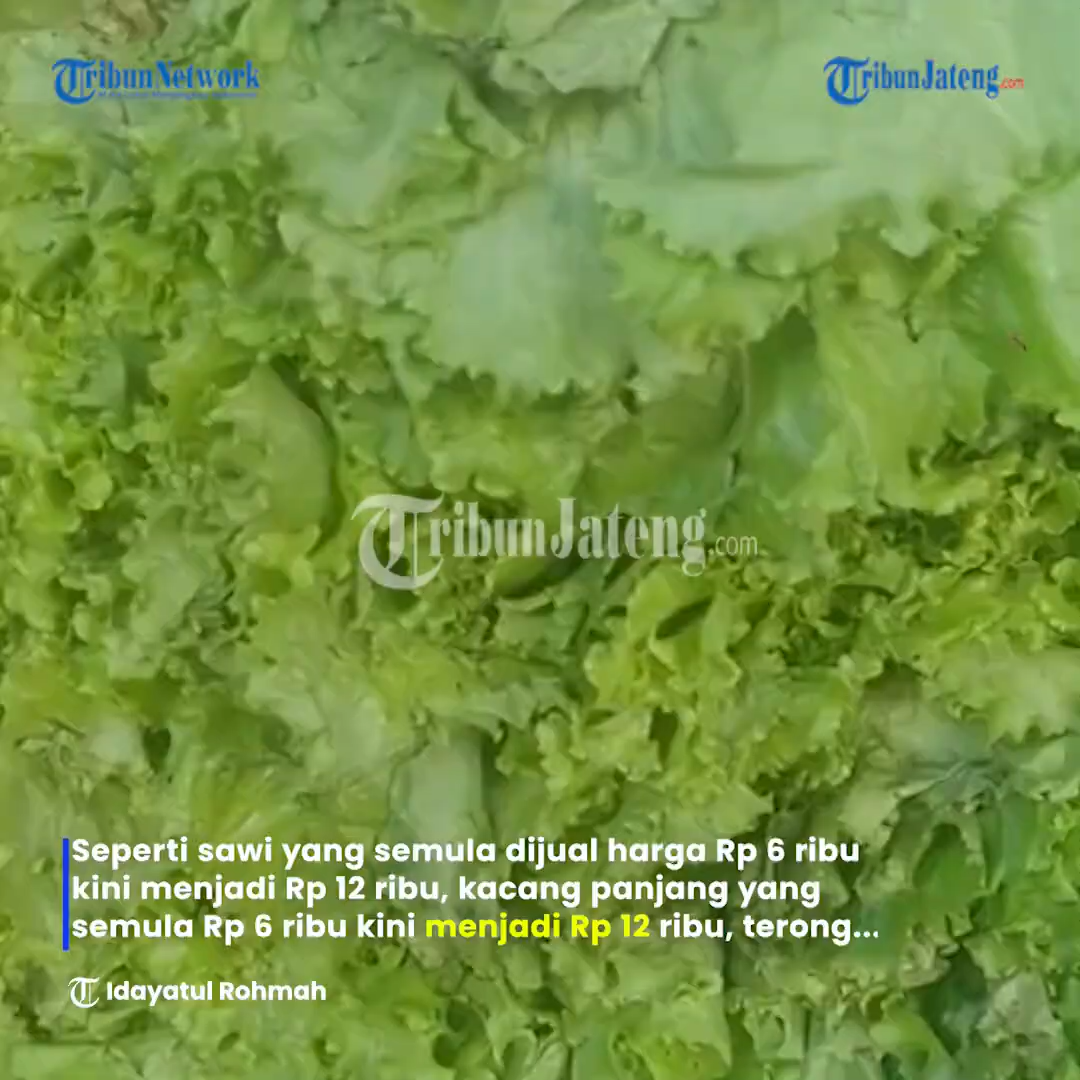 TribunNetwork
TribunJateng.com
TribunJateng.com
Seperti sawi yang semula dijual harga Rp 6 ribu
kini menjadi Rp 12 ribu, kacang panjang yang
semula Rp 6 ribu kini menjadi Rp 12 ribu, terong...
Idayatul Rohmah